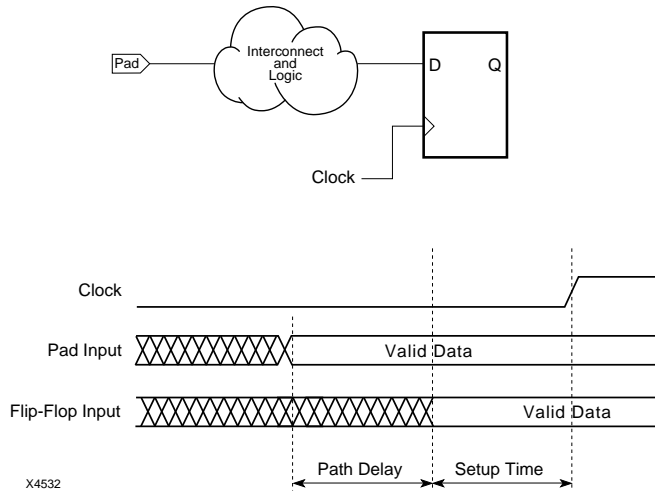 Pad
Interconnect
and
Logic
D
Q
Clock
Clock
Pad Input
Valid Data
Flip-Flop Input
Valid Data
Path Delay
Setup Time
X4532